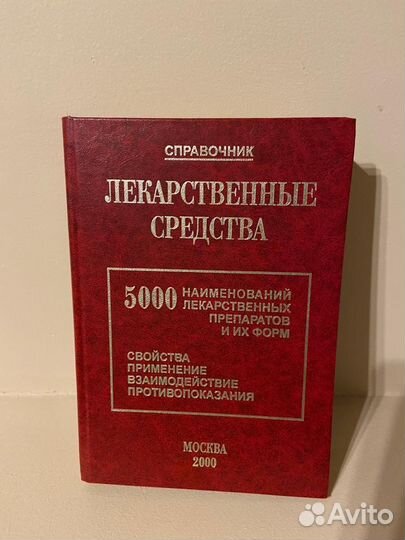 СПРАВОЧНИК
ЛЕКАРСТВЕННЫЕ
СРЕДСТВА
5000 НАИМЕНОВАНИЙ
ЛЕКАРСТВЕННЫХ
ПРЕПАРАТОВ
И ИХ ФОРМ
СВОЙСТВА
ПРИМЕНЕНИЕ
ВЗАИМОДЕЙСТВИЕ
ПРОТИВОПОКАЗАНИЯ
МОСКВА
2000
Avito